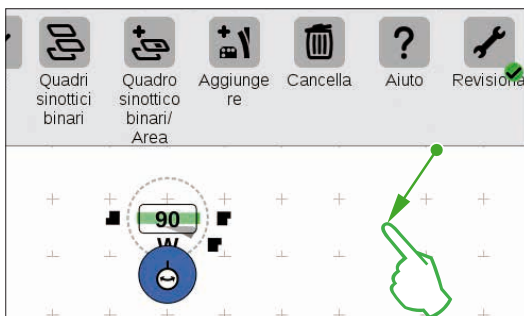 Quadri
sinottici
binari
Quadro
sinottico
binari/
Area
Aggiunge
re
Cancella
Aiuto
Revisiona
90
W